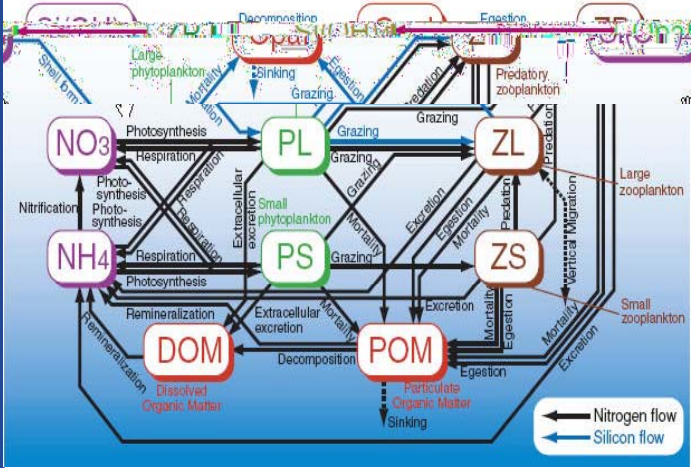 Decomposition
Egestion
Large
phytoplankton
Mortality
Sinking
Egestion
Grazing
Predation
Predatory
zooplankton
Grazing
NO3
Photosynthesis
Respiration
PL
Grazing
Grazing
ZL
Predation
Large
zooplankton
Photo-
synthesis
Photo-
synthesis
Respiration
Respiration
Nitrification
Extracellular
excretion
Small
phytoplankton
Grazing
Mortality
Excretion
Egestion
Mortality
Predation
Vertical Migration
NH4
Respiration
Photosynthesis
PS
Grazing
ZS
Small
zooplankton
Remineralization
Remineralization
Extracellular
excretion
Mortality
Excretion
Mortality
Egestion
Mortality
Excretion
DOM
Decomposition
POM
Egestion
Dissolved
Organic Matter
Particulate
Organic Matter
Sinking
Nitrogen flow
Silicon flow